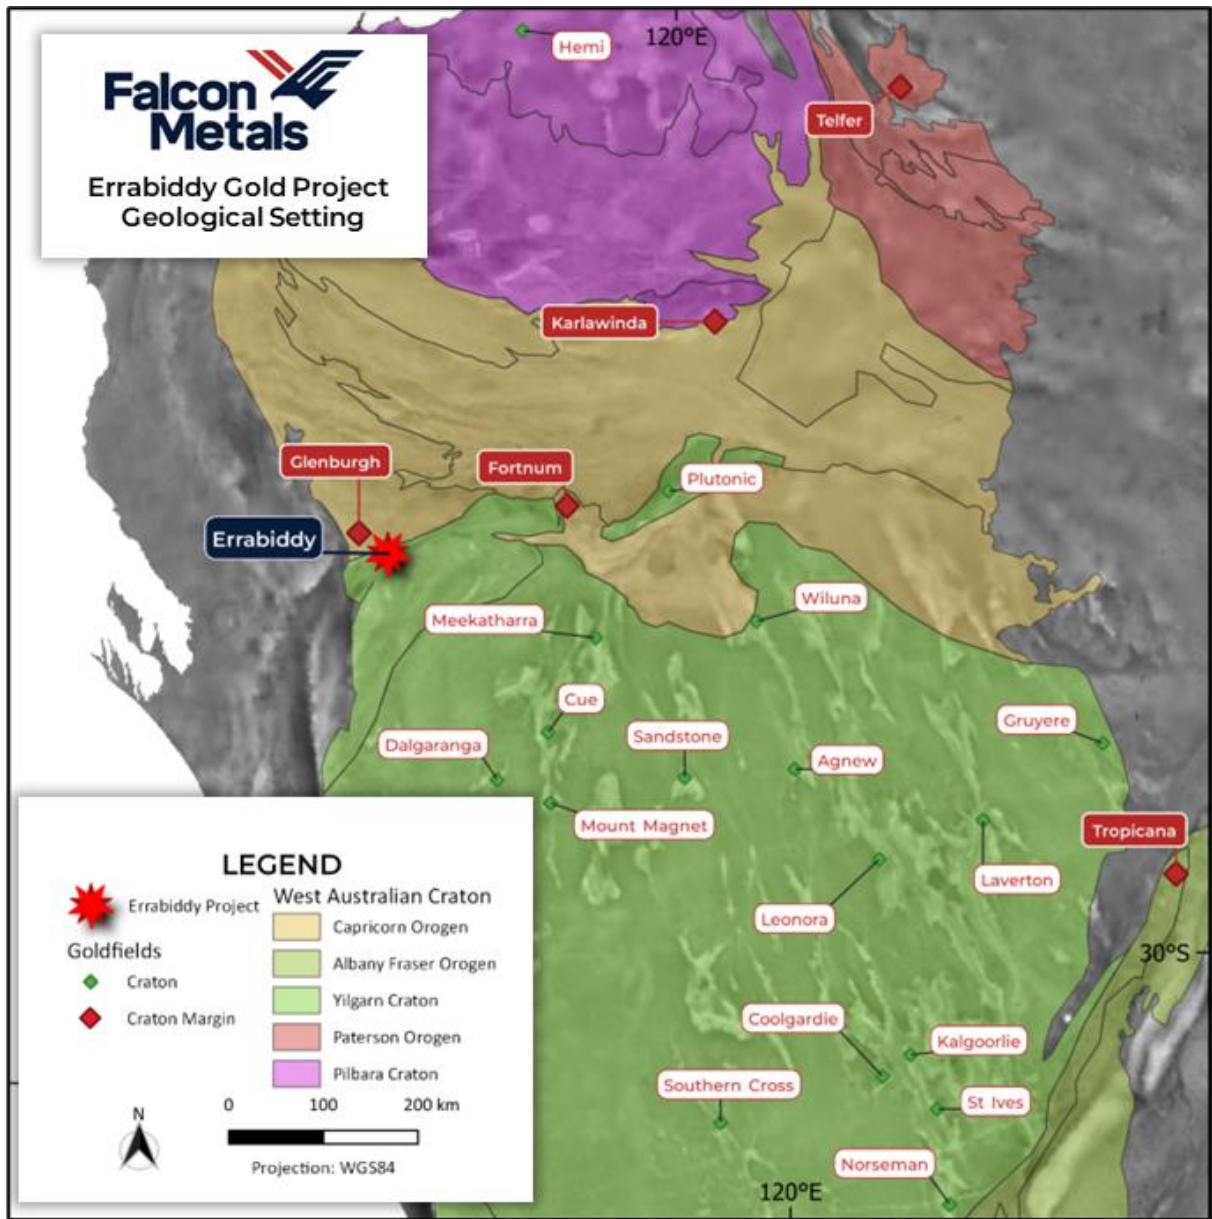 Falcon
Metals
Errabiddy Gold Project
Geological Setting
Hemi
120°E
Telfer
Karlawinda
Glenburgh
Fortnum
Plutonic
Errabiddy
Wiluna
Meekatharra
Cue
Sandstone
Gruyere
Dalgaranga
Agnew
Mount Magnet
Tropicana
Laverton
Leonora
30°S
Coolgardie
Kalgoorlie
Southern Cross
St Ives
Norseman
120°E
LEGEND
Errabiddy Project
Goldfields
Craton
Craton Margin
West Australian Craton
Capricorn Orogen
Albany Fraser Orogen
Yilgarn Craton
Paterson Orogen
Pilbara Craton
N
0 100 200 km
Projection: WGS84